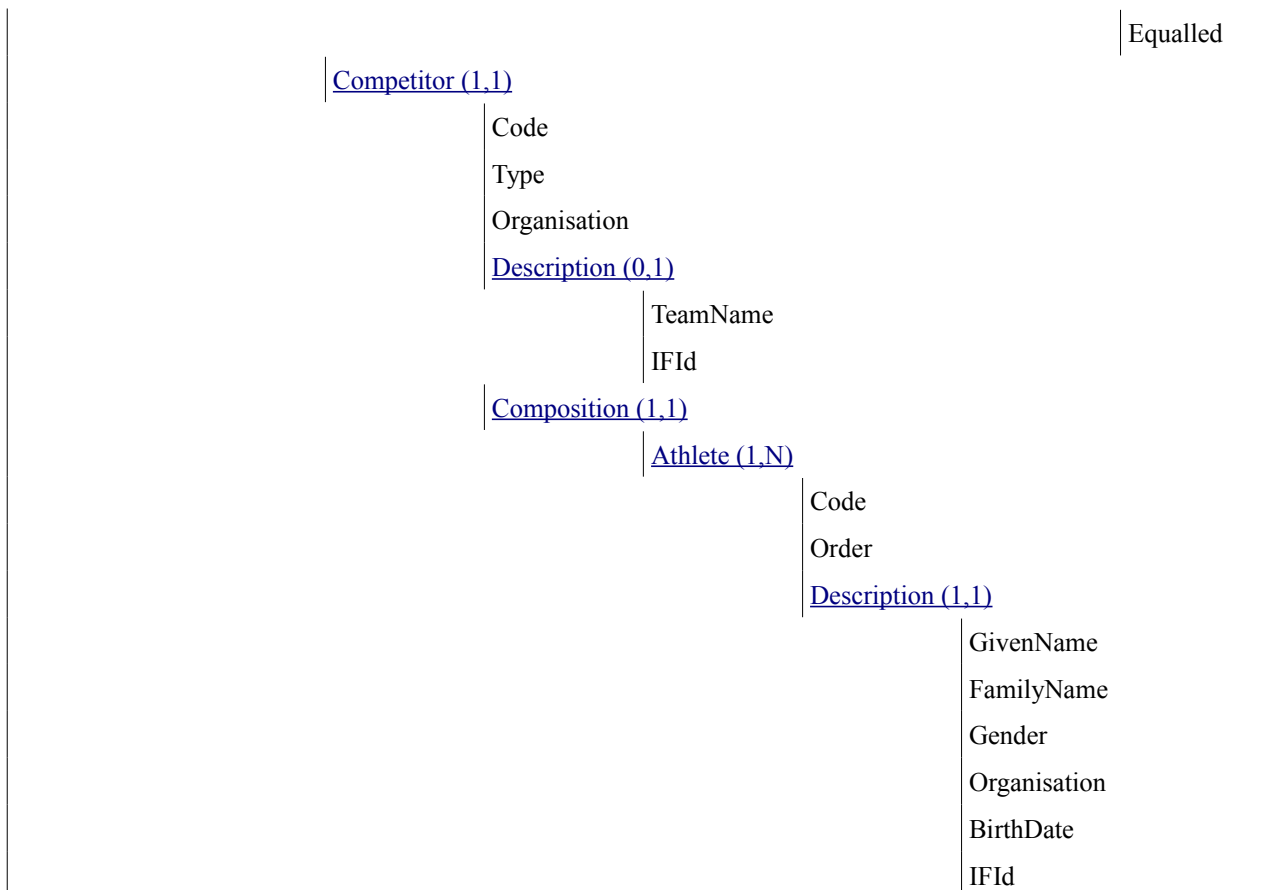 Equalled
Competitor (1,1)
Code
Type
Organisation
Description (0,1)
TeamName
IFId
Composition (1,1)
Athlete (1,N)
Code
Order
Description (1,1)
GivenName
FamilyName
Gender
Organisation
BirthDate
IFId